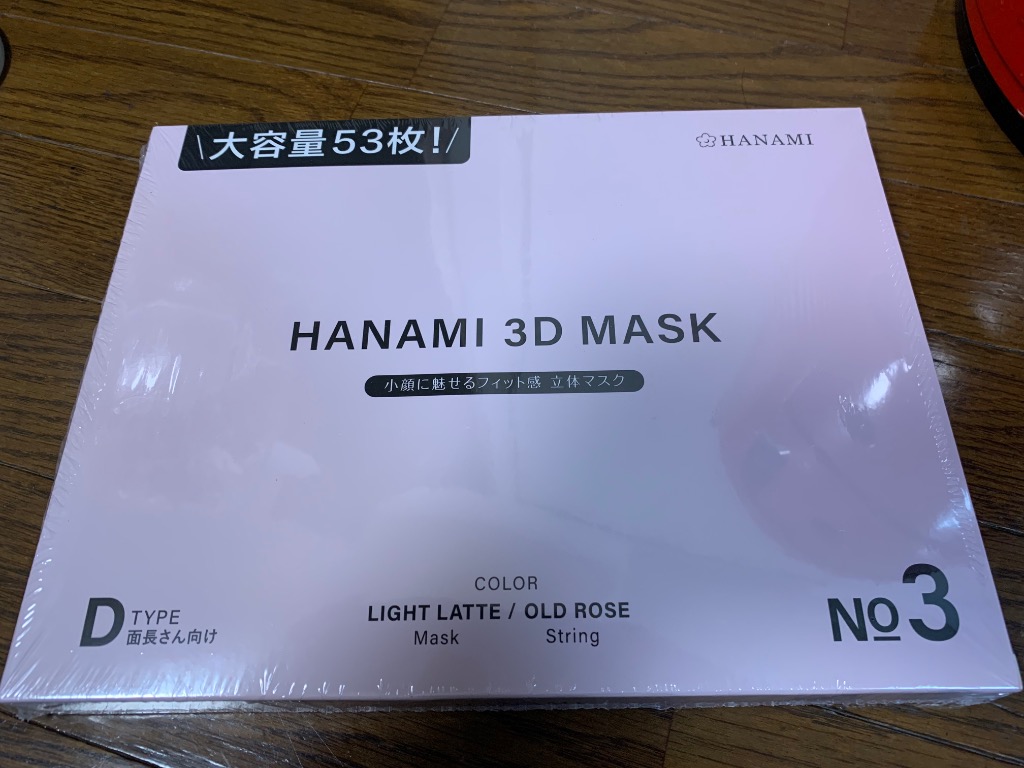 \大容量53枚!/
HANAMI
HANAMI 3D MASK
小顔に魅せるフィット感 立体マスク
D TYPE
面長さん向け
COLOR
LIGHT LATTE / OLD ROSE
Mask String
No 3